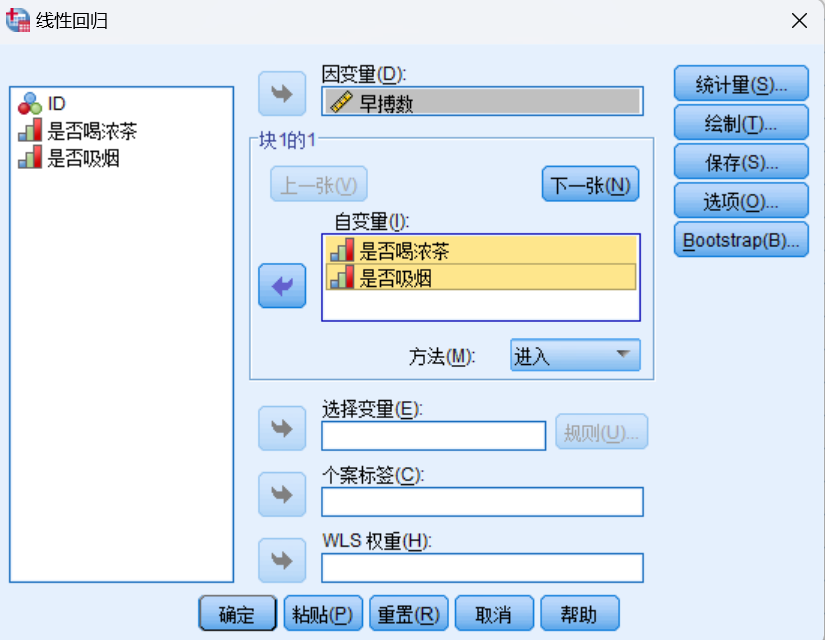 线性回归
ID
是否喝浓茶
是否吸烟
因变量(D):
早搏数
块1的1
上一张(V)
下一张(N)
自变量(I):
是否喝浓茶
是否吸烟
方法(M):
进入
选择变量(E):
规则(U)...
个案标签(C):
WLS 权重(H):
统计量(S)...
绘制(T)...
保存(S)...
选项(O)...
Bootstrap(B)...
确定
粘贴(P)
重置(R)
取消
帮助